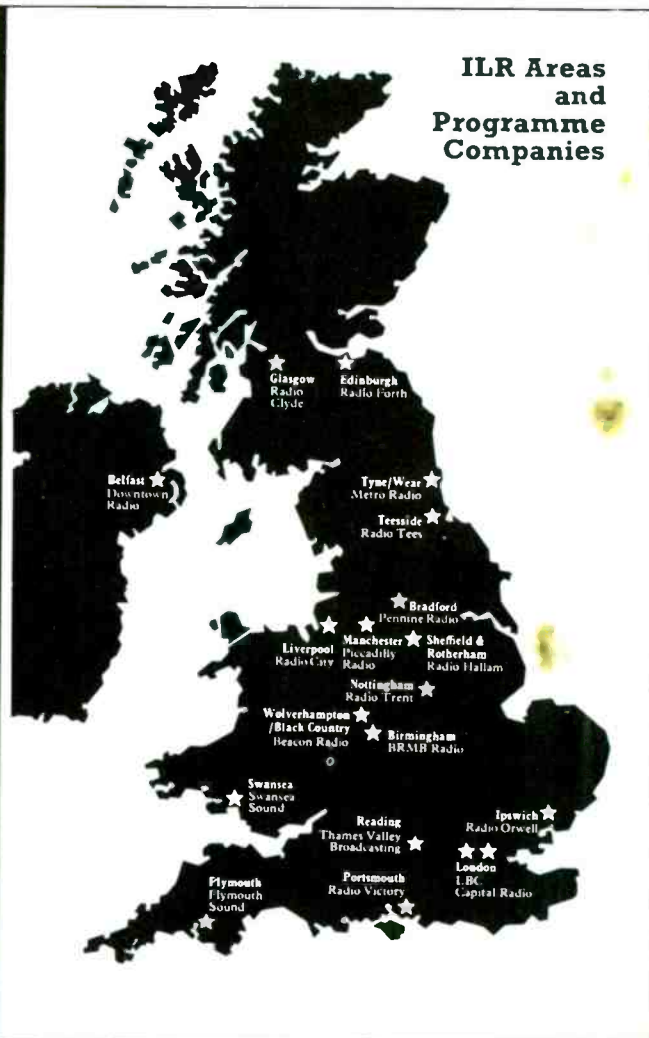 ILR Areas
and
Programme
Companies
Glasgow
Radio
Clyde
Edinburgh
Radio Forth
Belfast
Downtown
Radio
Tyne/Wear
Metro Radio
Teesside
Radio Tees
Bradford
Pennine Radio
Liverpool
Radio City
Manchester
Piccadilly
Radio
Sheffield &
Rotherham
Radio Hallam
Nottingham
Radio Trent
Wolverhampton
/Black Country
Beacon Radio
Birmingham
BRMB Radio
Swansea
Swansea
Sound
Reading
Thames Valley
Broadcasting
Ipswich
Radio Orwell
London
LBC
Capital Radio
Portsmouth
Radio Victory
Plymouth
Plymouth
Sound